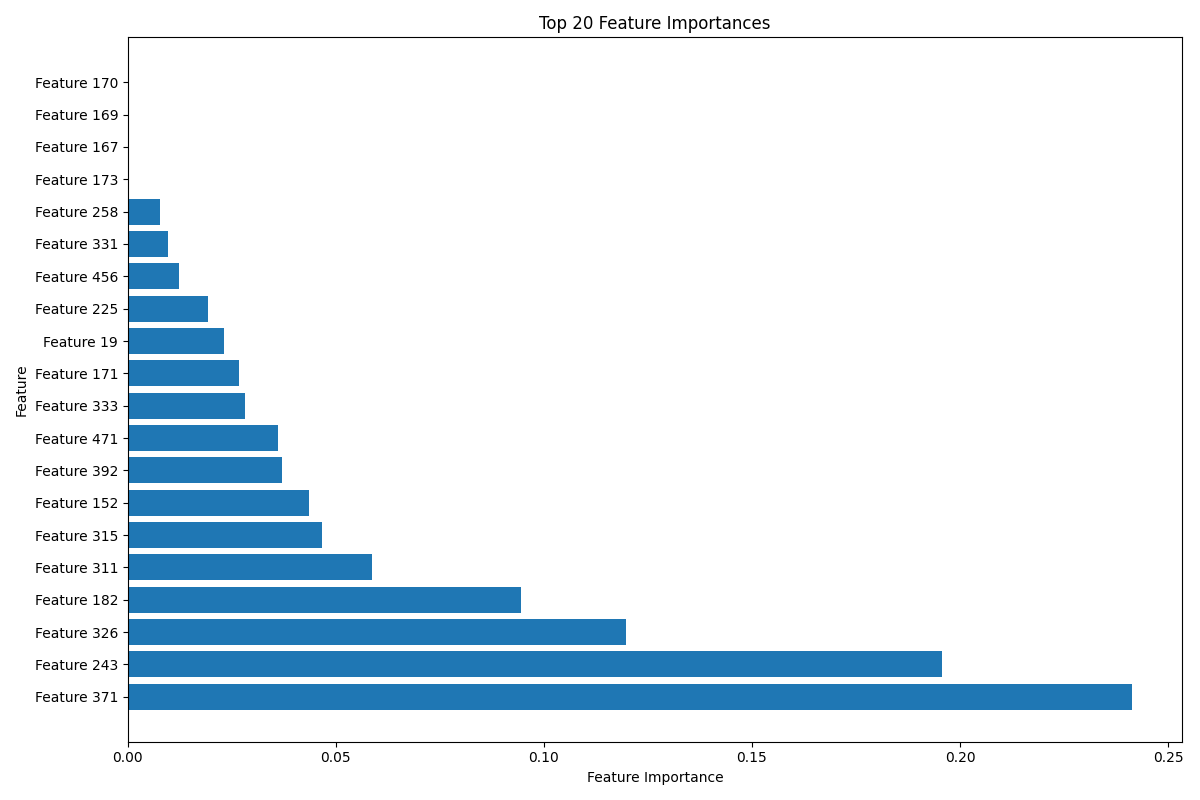 Top 20 Feature Importances
Feature 170
Feature 169
Feature 167
Feature 173
Feature 258
Feature 331
Feature 456
Feature 225
Feature 19
Feature 171
Feature 333
Feature 471
Feature 392
Feature 152
Feature 315
Feature 311
Feature 182
Feature 326
Feature 243
Feature 371
Feature
0.00 0.05 0.10 0.15 0.20 0.25
Feature Importance